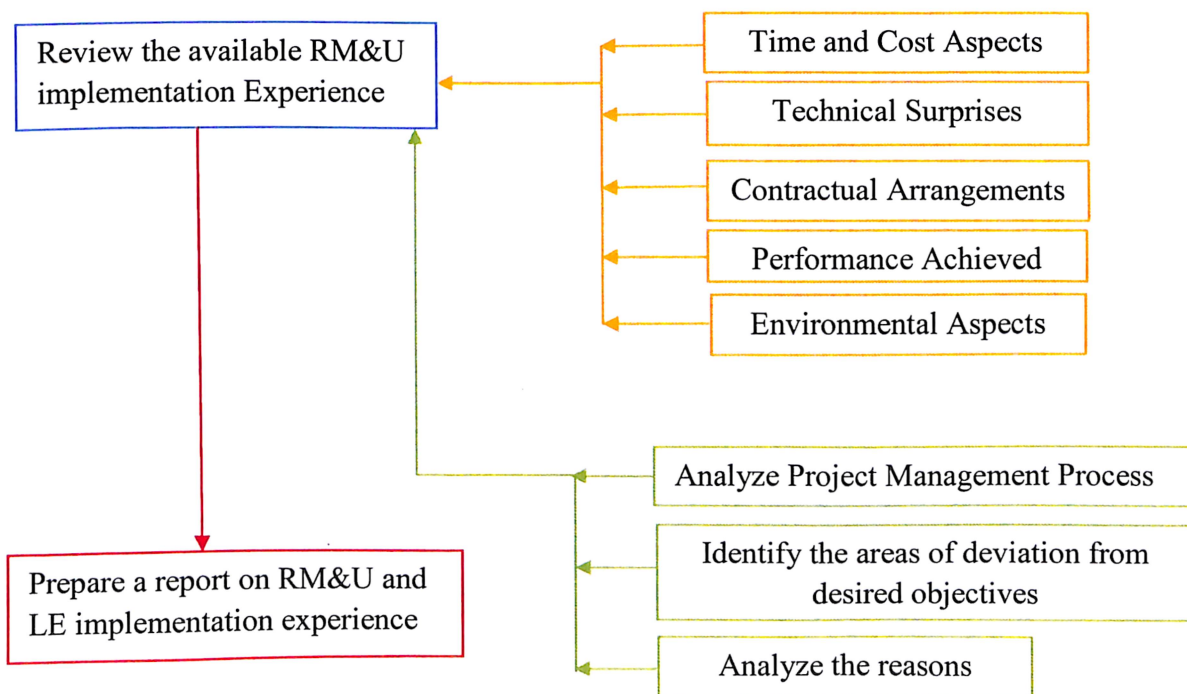 Review the available RM&U
implementation Experience
Time and Cost Aspects
Technical Surprises
Contractual Arrangements
Performance Achieved
Environmental Aspects
Analyze Project Management Process
Identify the areas of deviation from
desired objectives
Analyze the reasons
Prepare a report on RM&U and
LE implementation experience